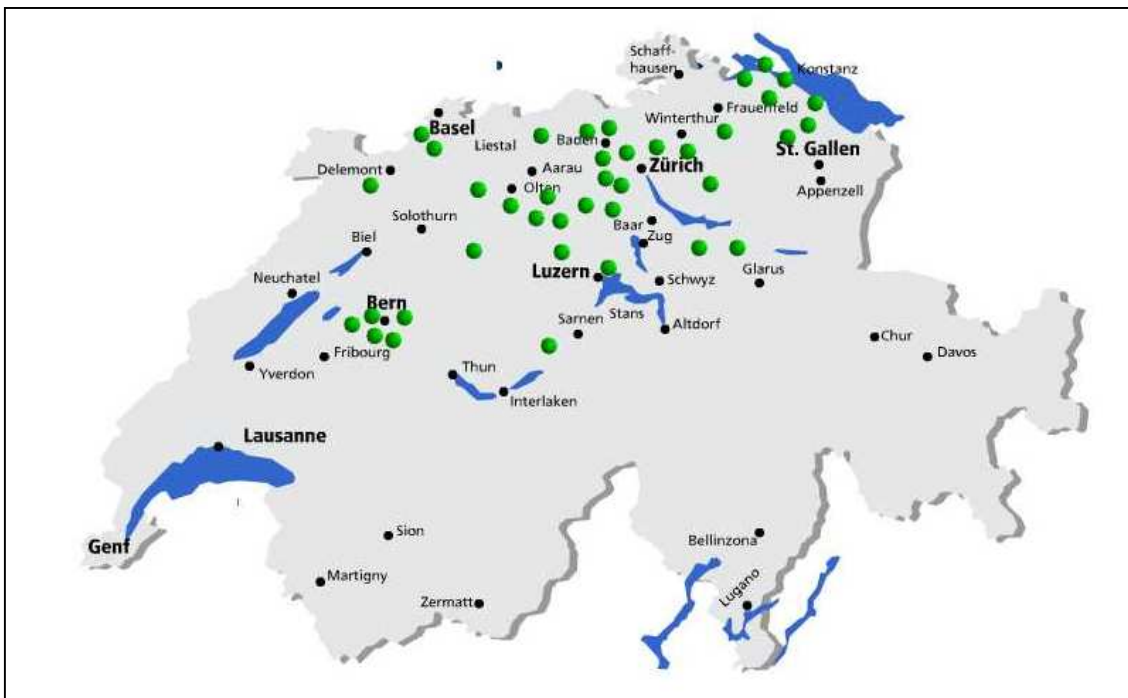 Schaff-
hausen
Konstanz
Frauenfeld
Winterthur
Basel
Liestal
Baden
St. Gallen
Zürich
Delemont
Aarau
Olten
Appenzell
Solothurn
Baar
Zug
Biel
Neuchatel
Luzern
Schwyz
Glarus
Bern
Stans
Sarnen
Altdorf
Chur
Fribourg
Davos
Yverdon
Thun
Interlaken
Lausanne
Sion
Genf
Bellinzona
Martigny
Lugano
Zermatt